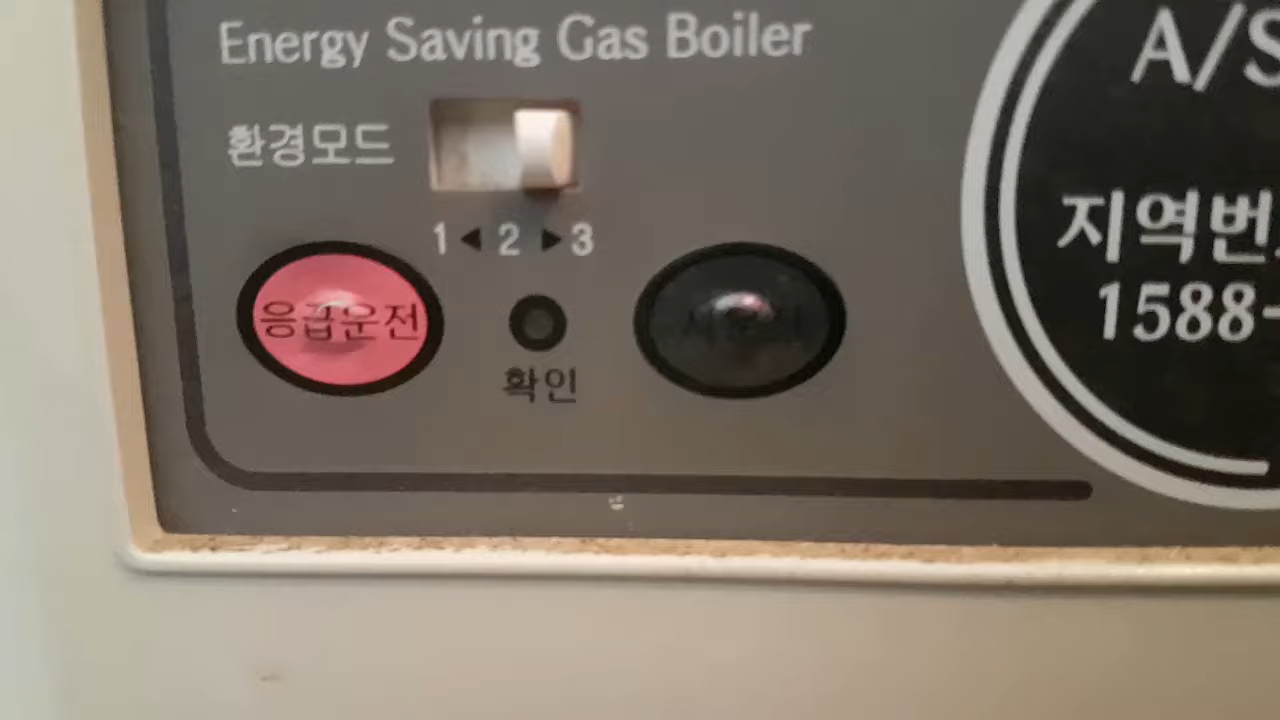 Energy Saving Gas Boiler
환경모드
1 ◀ 2 ▶ 3
응급운전
확인
A/S
지역번
1588-